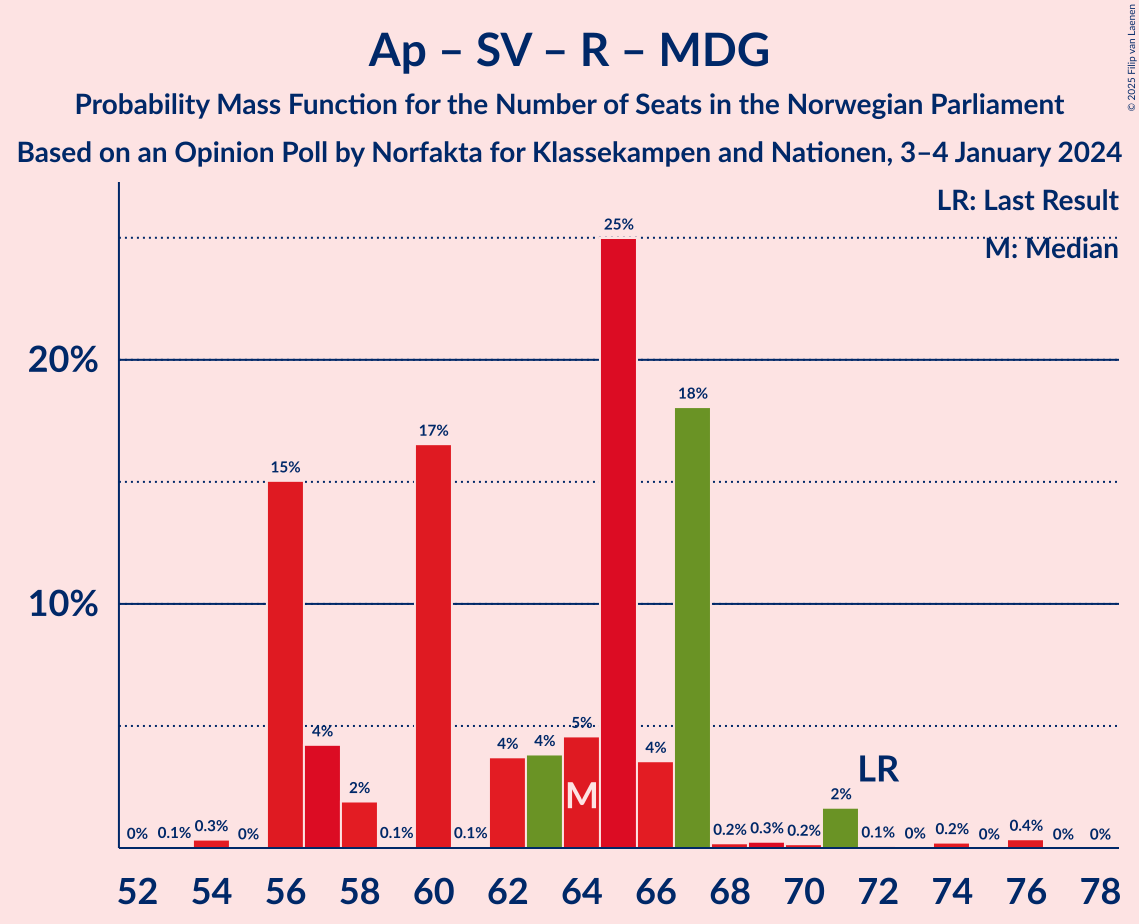 Ap – SV – R – MDG
Probability Mass Function for the Number of Seats in the Norwegian Parliament
Based on an Opinion Poll by Norfakta for Klassekampen and Nationen, 3–4 January 2024
© 2025 Filip van Laenen
LR: Last Result
M: Median
20%
10%
0% 0.1% 0.3% 0% 15% 4% 2% 0.1% 17% 0.1% 4% 4% 5% 25% 4% 18% 0.2% 0.3% 0.2% 2% 0.1% 0% 0.2% 0% 0.4% 0% 0%
M
LR
52 54 56 58 60 62 64 66 68 70 72 74 76 78